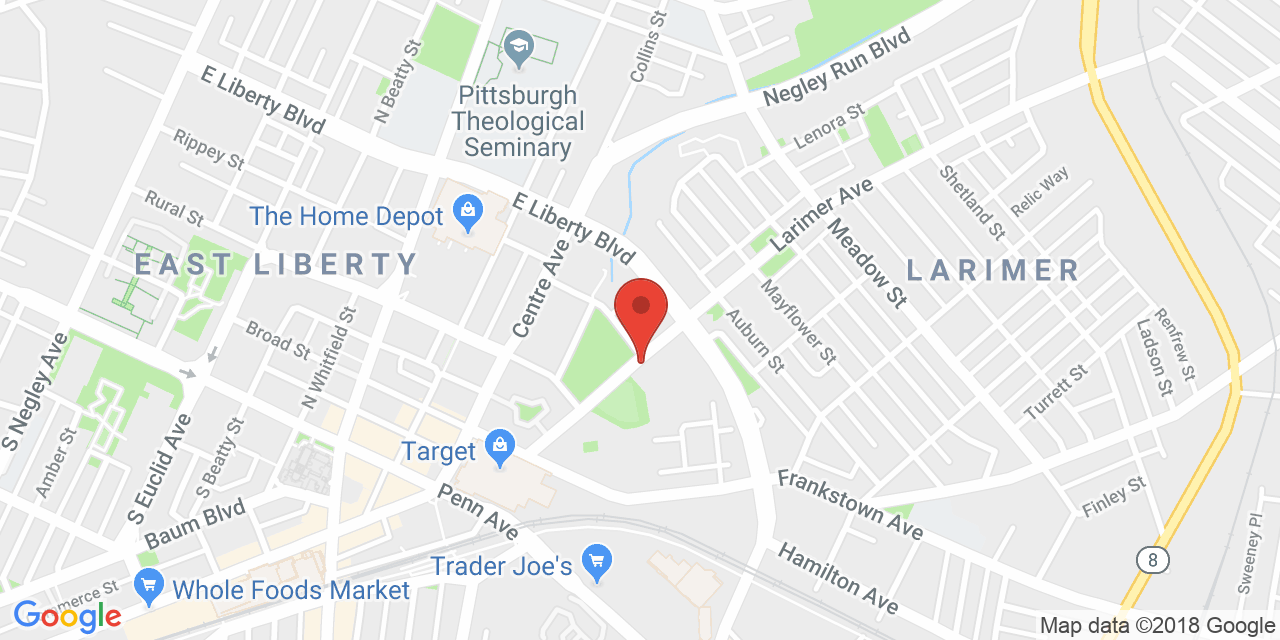 Collins St
N Beatty St
Negley Run Blvd
E Liberty Blvd
Pittsburgh
Theological
Seminary
Lenora St
Rippey St
Shetland St
Relic Way
Rural St
The Home Depot
E Liberty Blvd
Larimer Ave
Meadow St
EAST LIBERTY
LARIMER
Centre Ave
Mayflower St
Auburn St
Renfrew St
Ladson St
Broad St
N Whitfield St
S Negley Ave
Turrett St
Target
Amber St
S Euclid Ave
S Beatty St
Baum Blvd
Penn Ave
Frankstown Ave
Finley St
Sweeney Pl
Trader Joe's
Hamilton Ave
8
merce St
Whole Foods Market
Google
Map data ©2018 Google